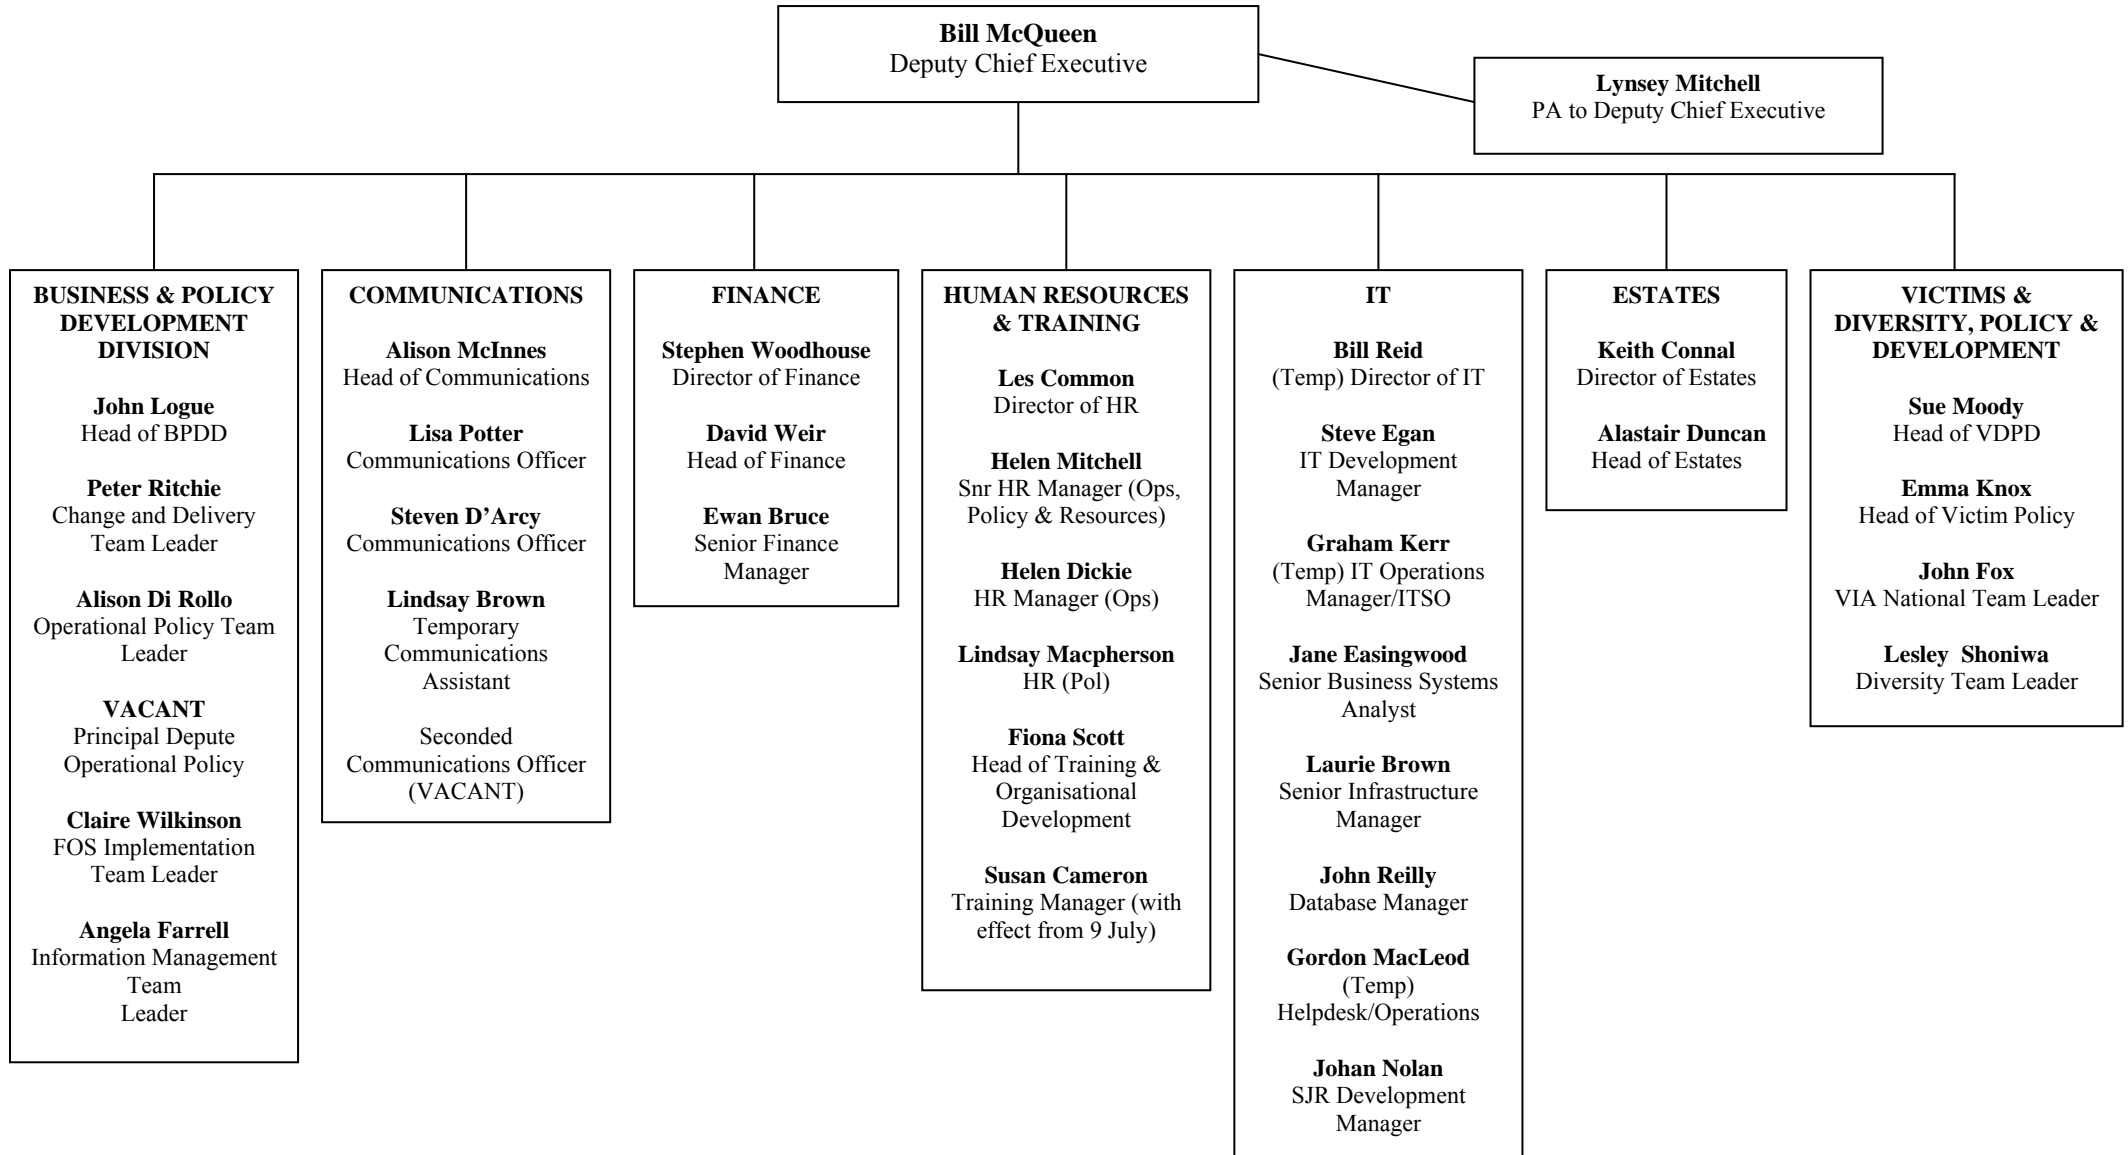 Bill McQueen
Deputy Chief Executive
Lynsey Mitchell
PA to Deputy Chief Executive
BUSINESS & POLICY
DEVELOPMENT
DIVISION
John Logue
Head of BPDD
Peter Ritchie
Change and Delivery
Team Leader
Alison Di Rollo
Operational Policy Team
Leader
VACANT
Principal Depute
Operational Policy
Claire Wilkinson
FOS Implementation
Team Leader
Angela Farrell
Information Management
Team
Leader
COMMUNICATIONS
Alison McInnes
Head of Communications
Lisa Potter
Communications Officer
Steven D’Arcy
Communications Officer
Lindsay Brown
Temporary
Communications
Assistant
Seconded
Communications Officer
(VACANT)
FINANCE
Stephen Woodhouse
Director of Finance
David Weir
Head of Finance
Ewan Bruce
Senior Finance
Manager
HUMAN RESOURCES
& TRAINING
Les Common
Director of HR
Helen Mitchell
Snr HR Manager (Ops,
Policy & Resources)
Helen Dickie
HR Manager (Ops)
Lindsay Macpherson
HR (Pol)
Fiona Scott
Head of Training &
Organisational
Development
Susan Cameron
Training Manager (with
effect from 9 July)
IT
Bill Reid
(Temp) Director of IT
Steve Egan
IT Development
Manager
Graham Kerr
(Temp) IT Operations
Manager/ITSO
Jane Easingwood
Senior Business Systems
Analyst
Laurie Brown
Senior Infrastructure
Manager
John Reilly
Database Manager
Gordon MacLeod
(Temp)
Helpdesk/Operations
Johan Nolan
SJR Development
Manager
ESTATES
Keith Connal
Director of Estates
Alastair Duncan
Head of Estates
VICTIMS &
DIVERSITY, POLICY &
DEVELOPMENT
Sue Moody
Head of VDPD
Emma Knox
Head of Victim Policy
John Fox
VIA National Team Leader
Lesley  Shoniwa
Diversity Team Leader